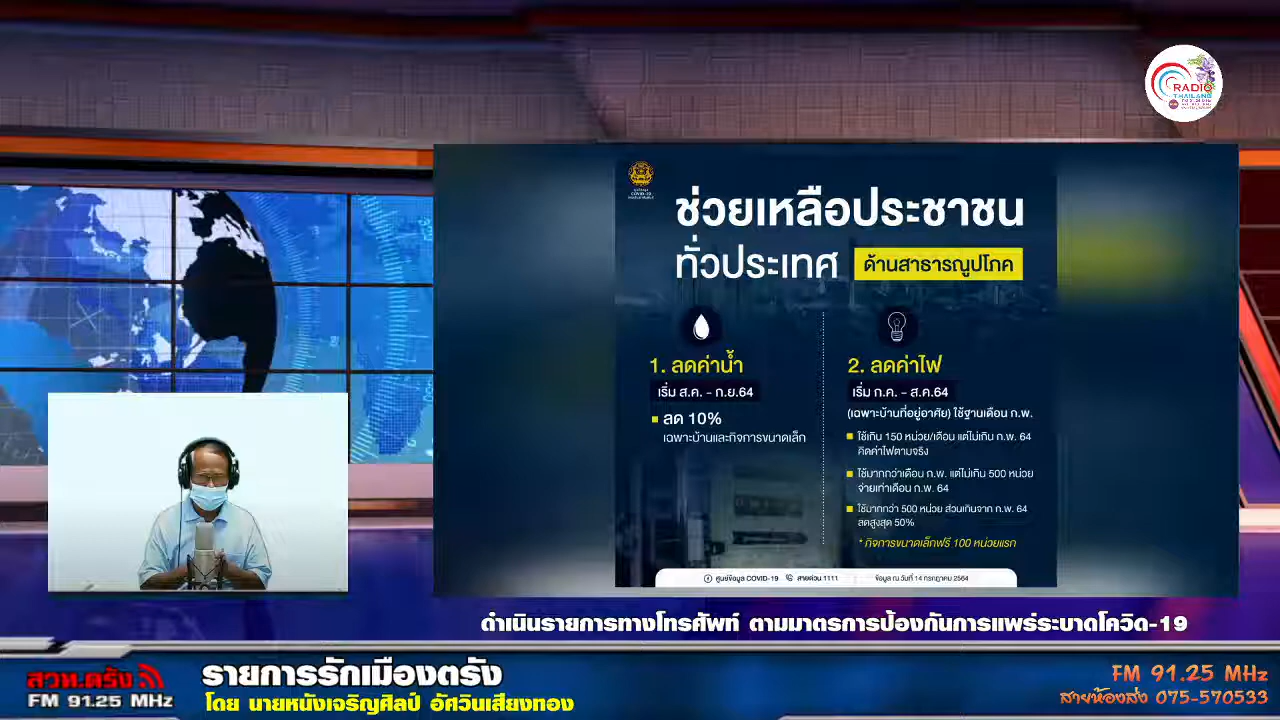 RADIO
THAILAND
ช่วยเหลือประชาชน
ทั่วประเทศ ด้านสาธารณูปโภค
1. ลดค่าน้ำ
เริ่ม ส.ค. - ก.ย.64
ลด 10%
เฉพาะบ้านและกิจการขนาดเล็ก
2. ลดค่าไฟ
เริ่ม ก.ค. - ส.ค.64
(เฉพาะบ้านที่อยู่อาศัย) ใช้ฐานเดือน ก.พ.
ใช้เกิน 150 หน่วย/เดือน แต่ไม่เกิน ก.พ. 64
คิดค่าไฟตามจริง
ใช้มากกว่าเดือน ก.พ. แต่ไม่เกิน 500 หน่วย
จ่ายเท่าเดือน ก.พ. 64
ใช้มากกว่า 500 หน่วย ส่วนเกินจาก ก.พ. 64
ลดสูงสุด 50%
* กิจการขนาดเล็กฟรี 100 หน่วยแรก
ศูนย์ข้อมูล COVID-19 สายด่วน 1111 ข้อมูล ณ วันที่ 14 กรกฎาคม 2564
ดำเนินรายการทางโทรศัพท์ ตามมาตรการป้องกันการแพร่ระบาดโควิด-19
สวท.ตรัง
FM 91.25 MHz
รายการรักเมืองตรัง
โดย นายหนังเจริญศิลป์ อัศวินเสียงทอง
FM 91.25 MHz
สายห้องส่ง 075-570533